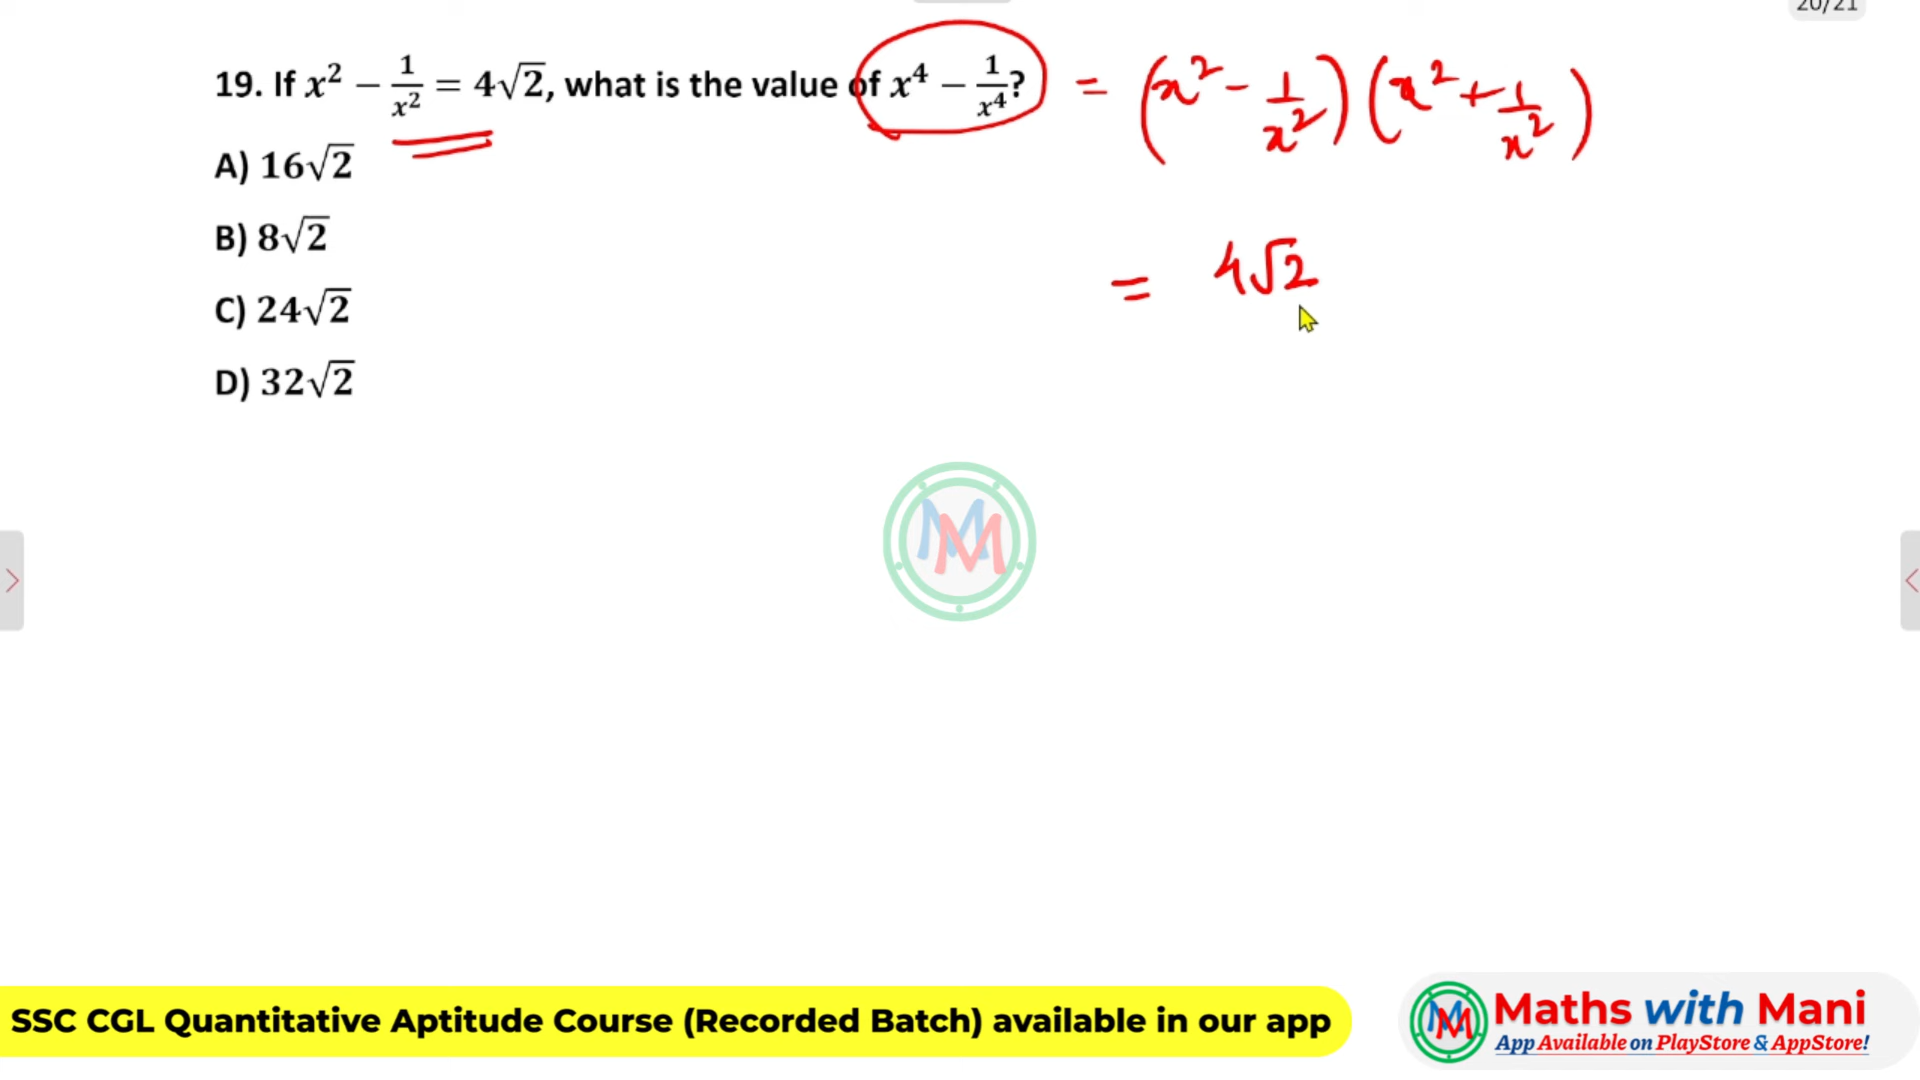 20/21
19. If x² − 1/x² = 4√2, what is the value of x⁴ − 1/x⁴? = (x² − 1/x²)(x² + 1/x²)
A) 16√2
B) 8√2
= 4√2
C) 24√2
D) 32√2
MM
SSC CGL Quantitative Aptitude Course (Recorded Batch) available in our app
MM
Maths with Mani
App Available on PlayStore & AppStore!